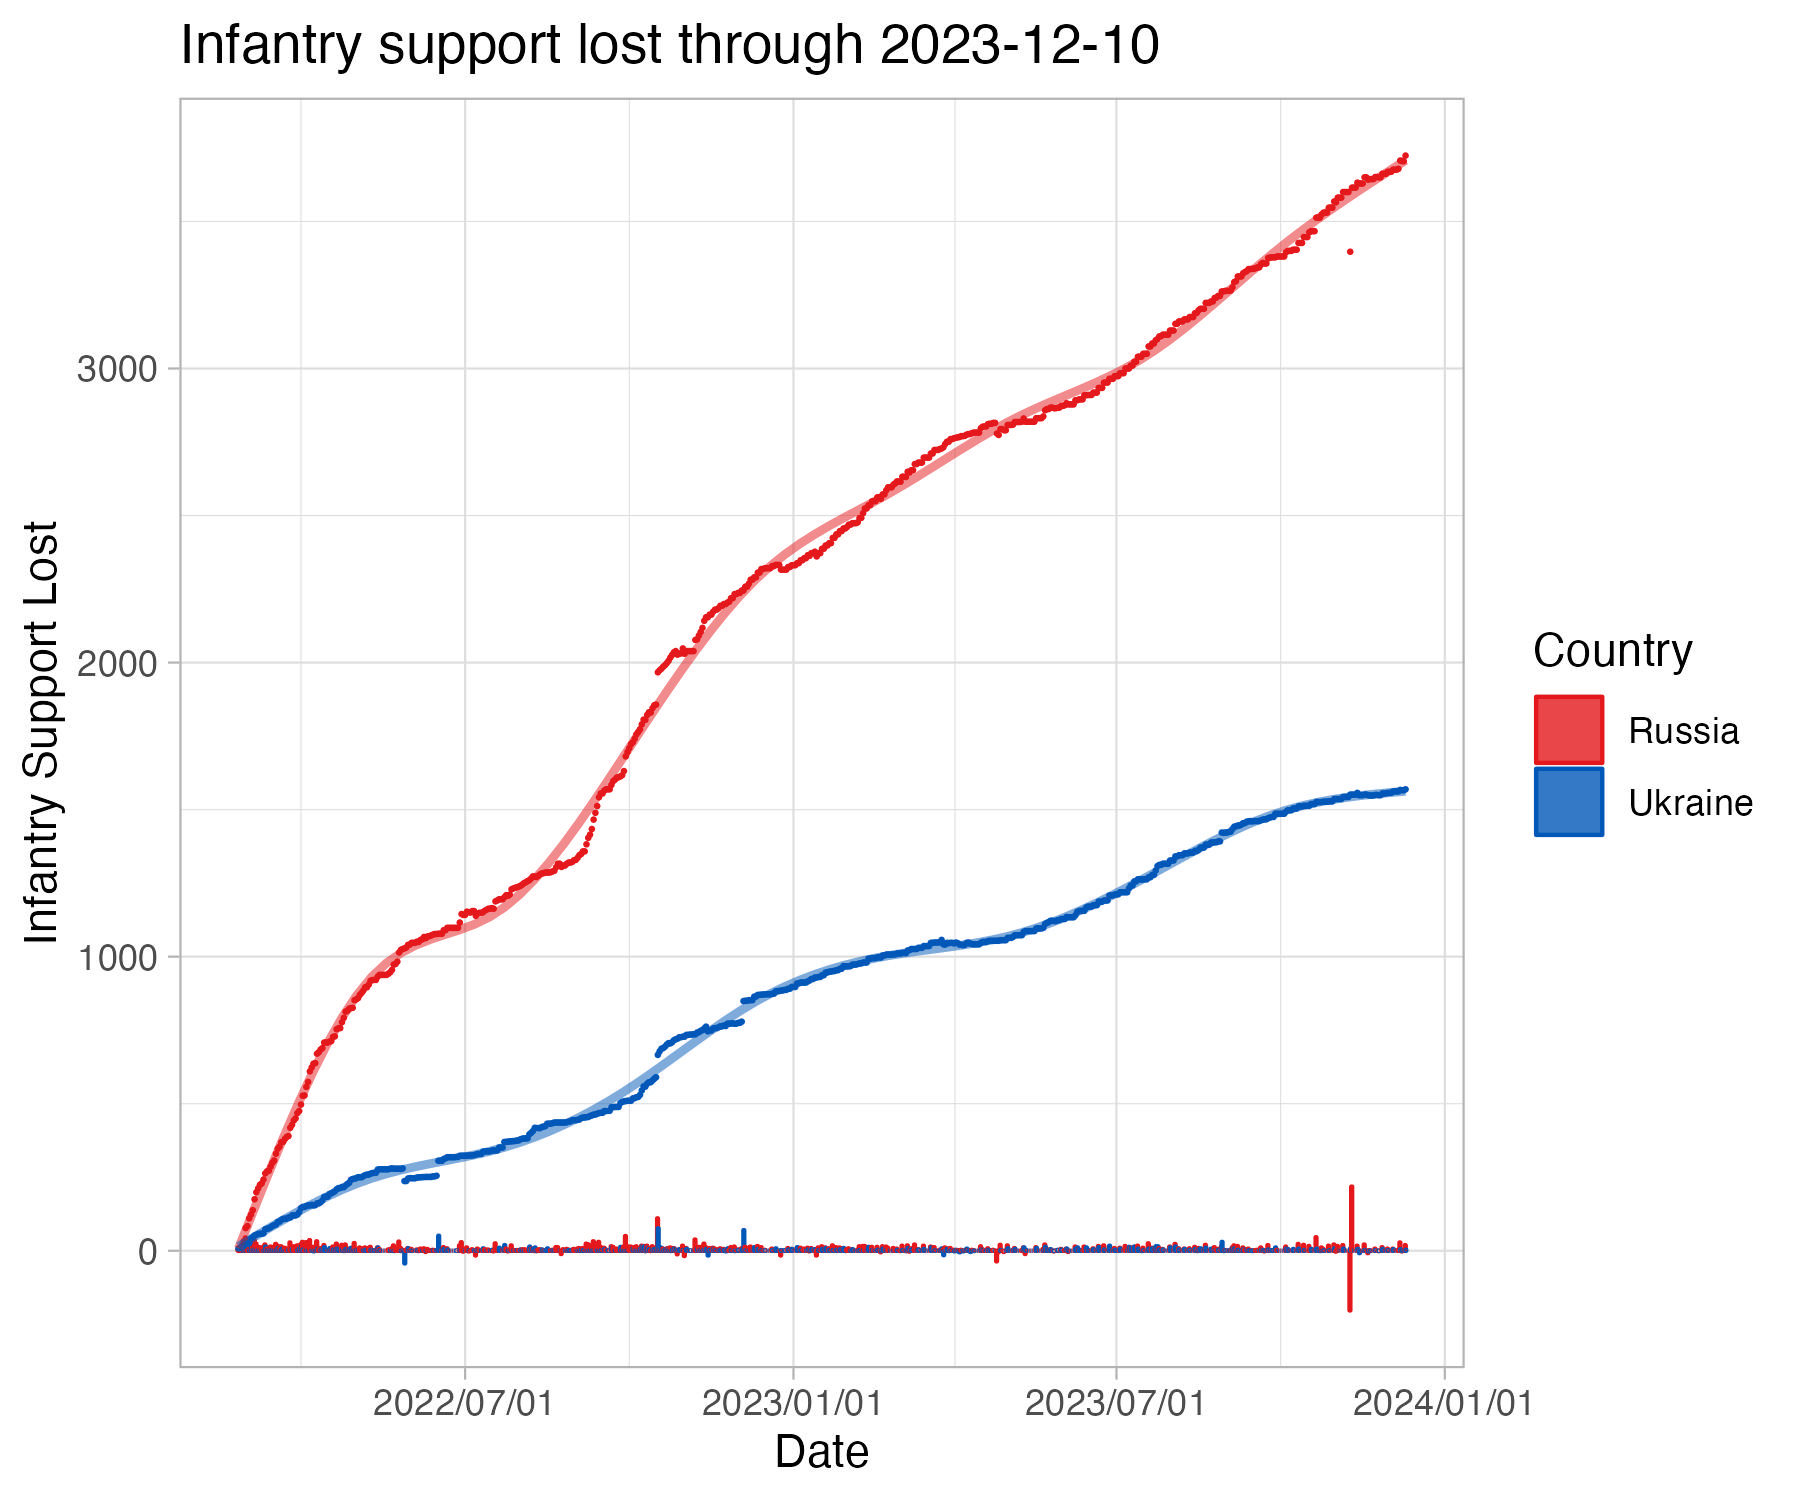 Infantry support lost through 2023-12-10
Infantry Support Lost
3000
2000
1000
0
2022/07/01
2023/01/01
2023/07/01
2024/01/01
Date
Country
Russia
Ukraine